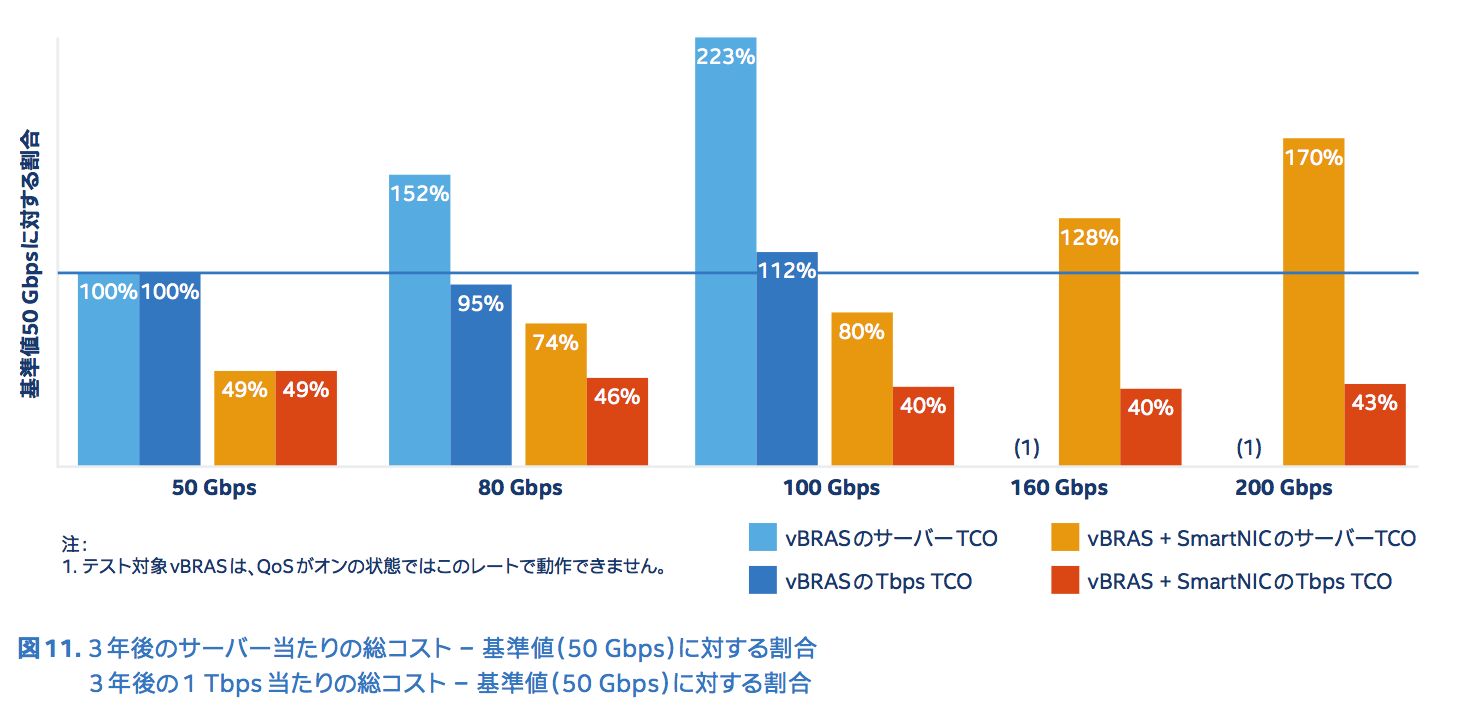 基準値50 Gbpsに対する割合
100%
100%
49%
49%
152%
95%
74%
46%
223%
112%
80%
40%
(1)
128%
40%
(1)
170%
43%
50 Gbps
80 Gbps
100 Gbps
160 Gbps
200 Gbps
注:
1. テスト対象vBRASは、QoSがオンの状態ではこのレートで動作できません。
vBRASのサーバーTCO
vBRAS + SmartNICのサーバーTCO
vBRASのTbps TCO
vBRAS + SmartNICのTbps TCO
図11. 3年後のサーバー当たりの総コスト – 基準値(50 Gbps)に対する割合
3年後の1 Tbps当たりの総コスト – 基準値(50 Gbps)に対する割合